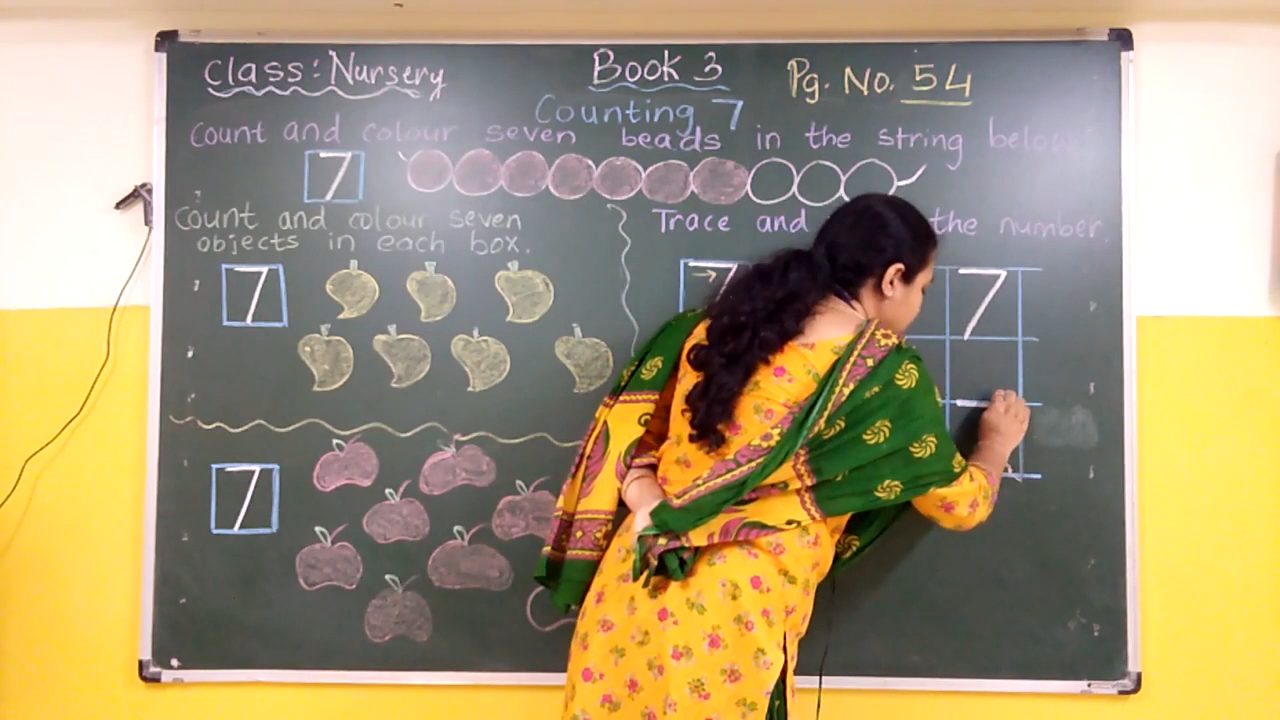 Class: Nursery
Book 3
Pg. No. 54
Counting 7
Count and colour seven beads in the string below
7
Count and colour seven
objects in each box.
7
7
Trace and the number.
7
7